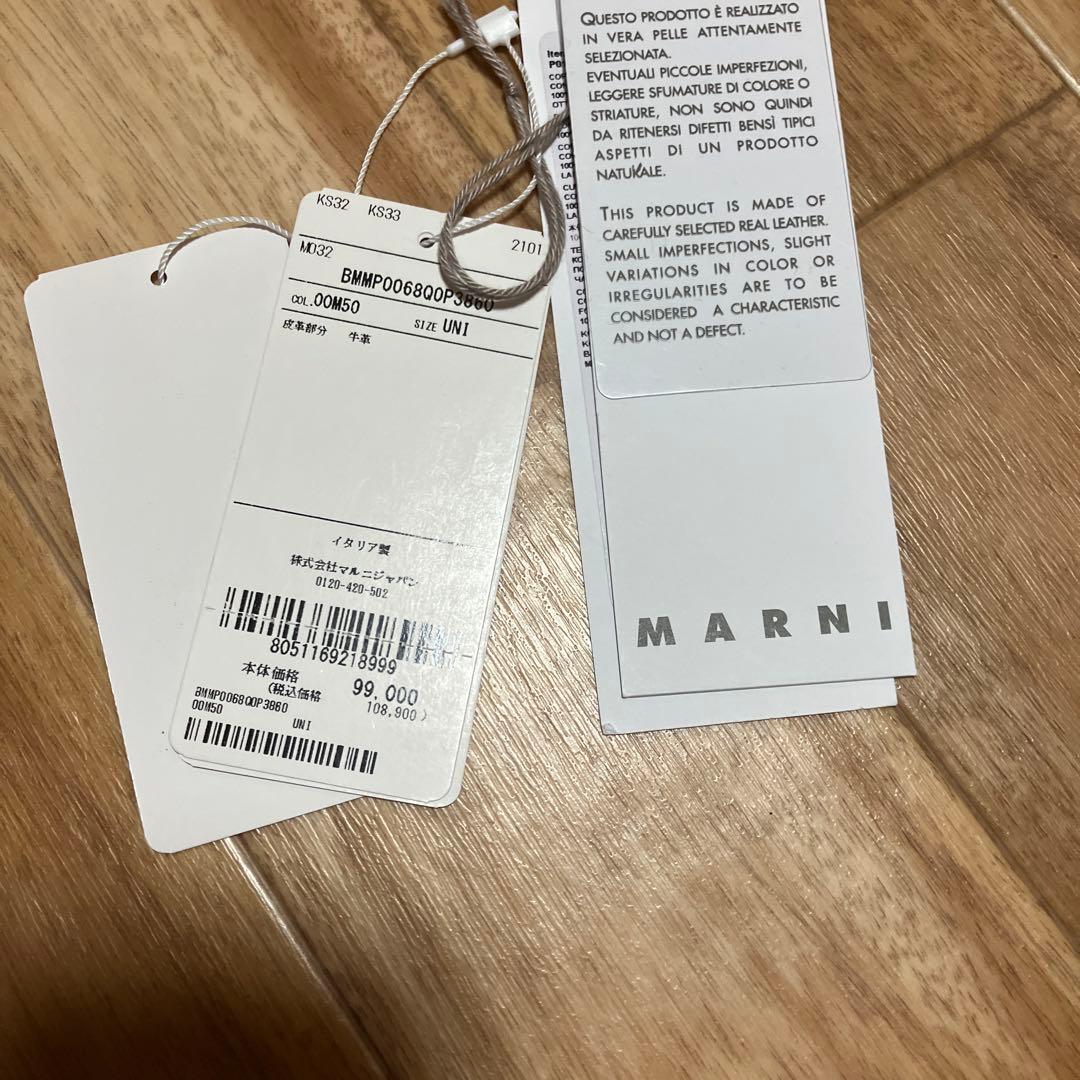 KS32 KS33
M032 2101
BMMP0068Q0P3860
COL.00M50 SIZE UNI
皮革部分 牛革
イタリア製
株式会社マルニジャパン
0120-420-502
8051169218999
本体価格 99,000
(税込価格 108,900)
BMMP0068Q0P3860
00M50 UNI
QUESTO PRODOTTO È REALIZZATO
IN VERA PELLE ATTENTAMENTE
SELEZIONATA.
EVENTUALI PICCOLE IMPERFEZIONI,
LEGGERE SFUMATURE DI COLORE O
STRIATURE, NON SONO QUINDI
DA RITENERSI DIFETTI BENSÌ TIPICI
ASPETTI DI UN PRODOTTO
NATURALE.
THIS PRODUCT IS MADE OF
CAREFULLY SELECTED REAL LEATHER.
SMALL IMPERFECTIONS, SLIGHT
VARIATIONS IN COLOR OR
IRREGULARITIES ARE TO BE
CONSIDERED A CHARACTERISTIC
AND NOT A DEFECT.
MARNI